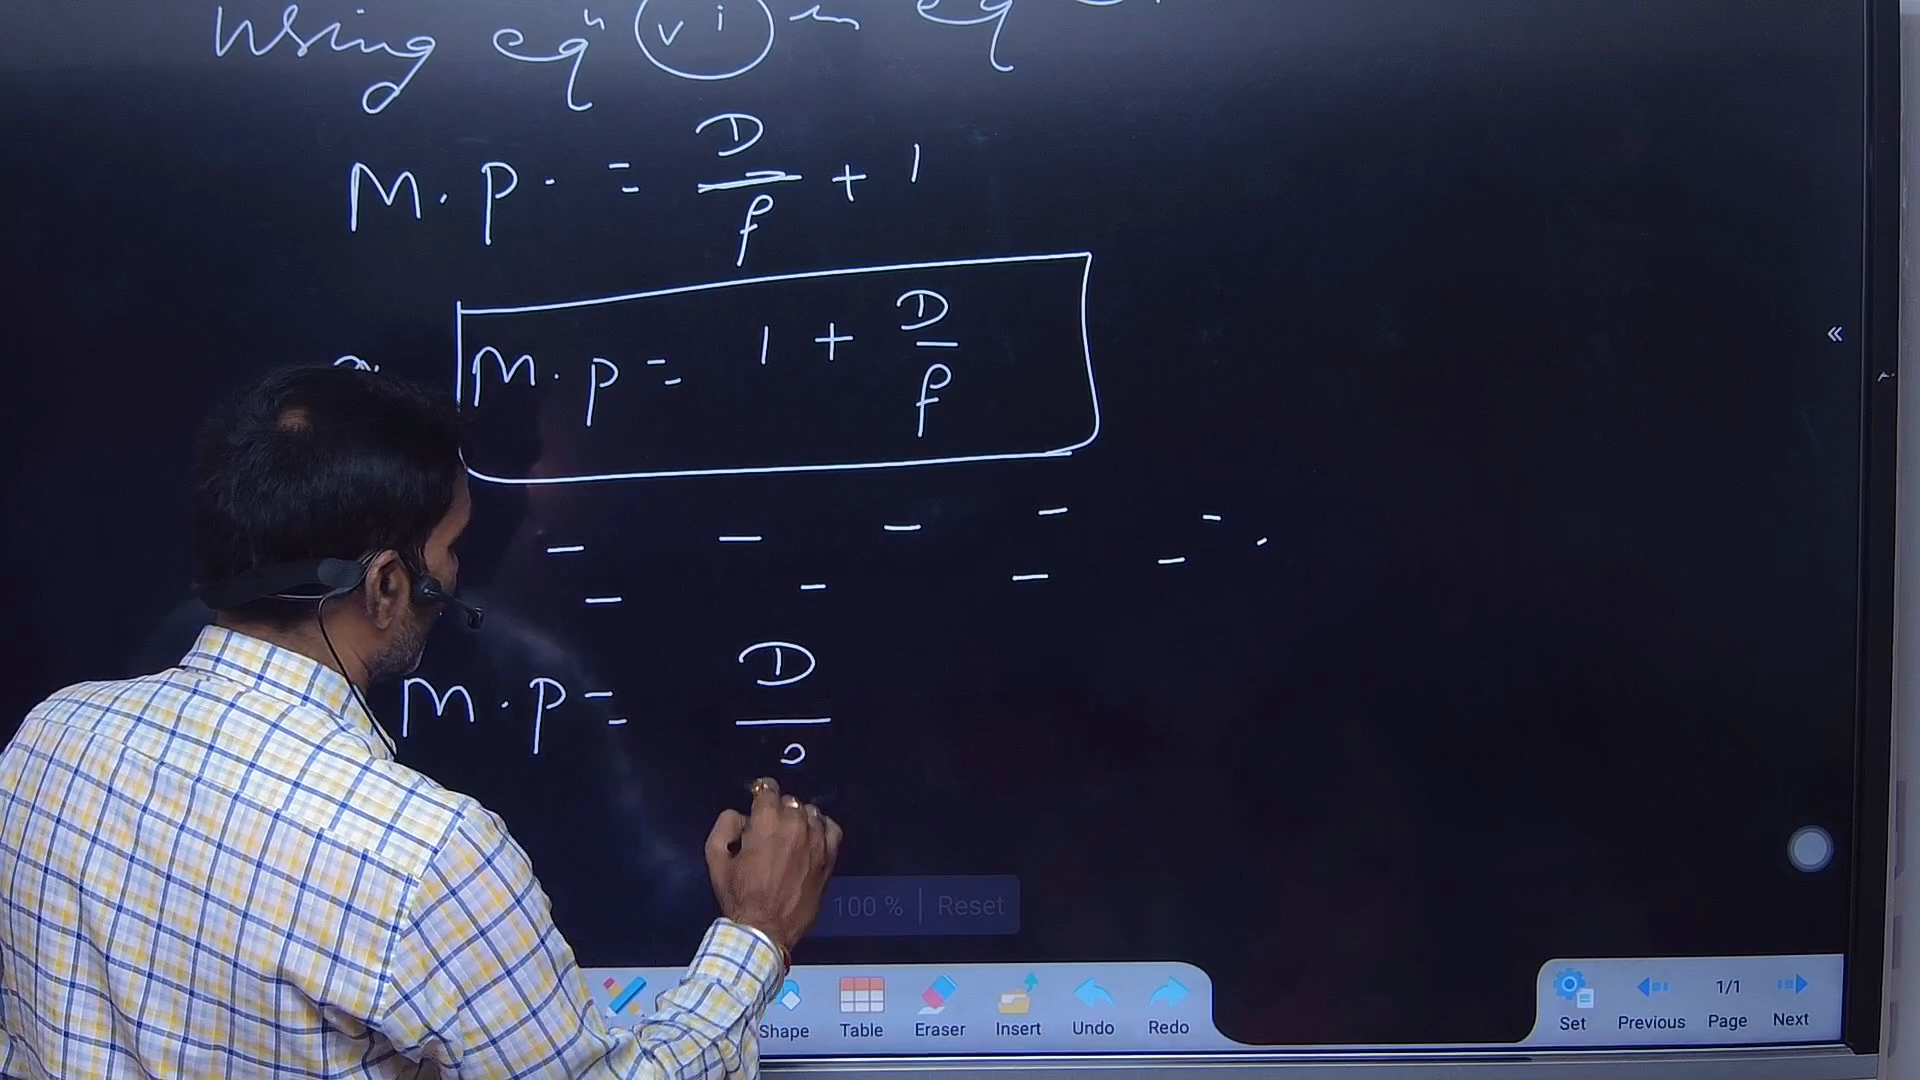 Using eqⁿ (vi) in eq
M.P. = D/f + 1
M.P = 1 + D/f
M.P = D/
100 % | Reset
Shape Table Eraser Insert Undo Redo
Set Previous 1/1 Page Next